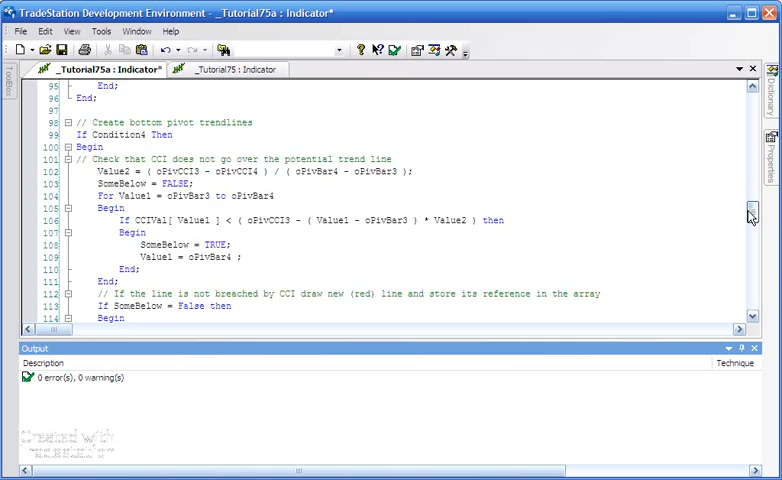 TradeStation Development Environment - _Tutorial75a : Indicator*
File Edit View Tools Window Help
_Tutorial75a : Indicator* _Tutorial75 : Indicator
ToolBox
Dictionary
Properties
95 End;
96 End;
97
98 // Create bottom pivot trendlines
99 If Condition4 Then
100 Begin
101 // Check that CCI does not go over the potential trend line
102 Value2 = ( oPivCCI3 - oPivCCI4 ) / ( oPivBar4 - oPivBar3 );
103 SomeBelow = FALSE;
104 For Value1 = oPivBar3 to oPivBar4
105 Begin
106 If CCIVal[ Value1 ] < ( oPivCCI3 - ( Value1 - oPivBar3 ) * Value2 ) then
107 Begin
108 SomeBelow = TRUE;
109 Value1 = oPivBar4 ;
110 End;
111 End;
112 // If the line is not breached by CCI draw new (red) line and store its reference in the array
113 If SomeBelow = False then
114 Begin
Output
Description Technique
0 error(s), 0 warning(s)
Created with